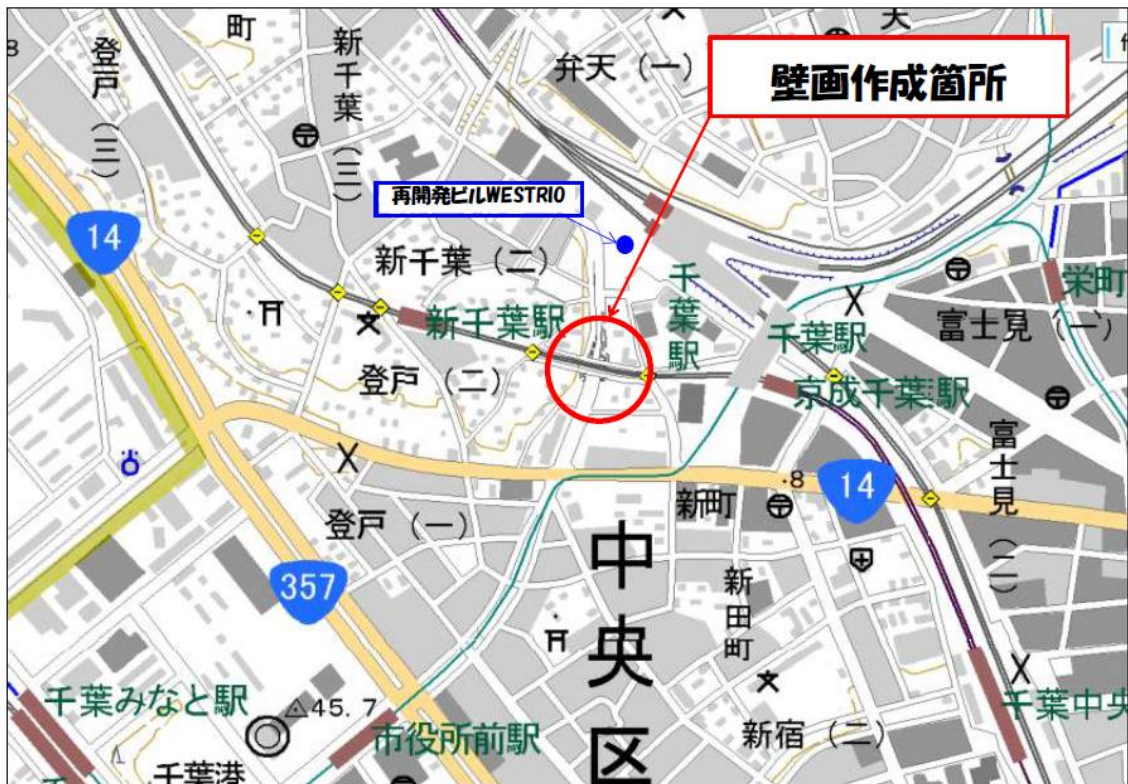 8
登戸（三）
町
新千葉（三）
弁天（一）
天
壁画作成箇所
14
再開発ビルWESTRIO
新千葉（二）
千葉駅
栄町
富士見（一）
新千葉駅
千葉駅
登戸（二）
京成千葉駅
富士見（二）
14
.8
新町
登戸（一）
中央区
357
新田町
千葉みなと駅
45.7
市役所前駅
新宿（二）
千葉中央
千葉港